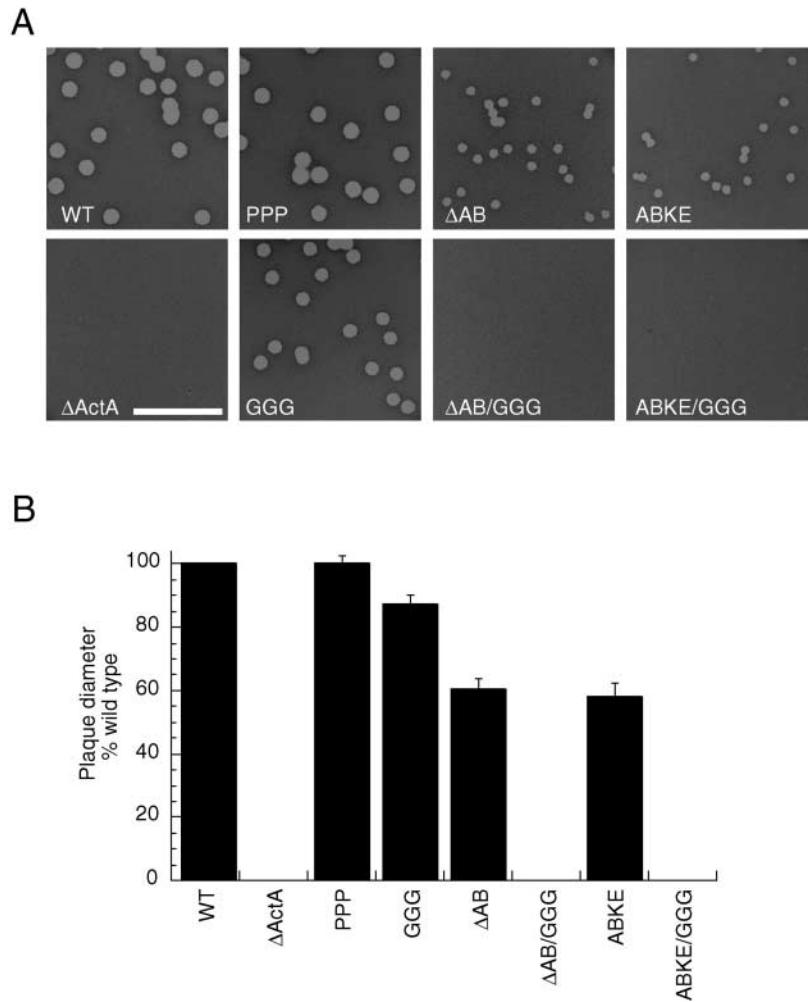 A
WT
PPP
ΔAB
ABKE
ΔActA
GGG
ΔAB/GGG
ABKE/GGG
B
Plaque diameter
% wild type
100
80
60
40
20
0
WT
ΔActA
PPP
GGG
ΔAB
ΔAB/GGG
ABKE
ABKE/GGG